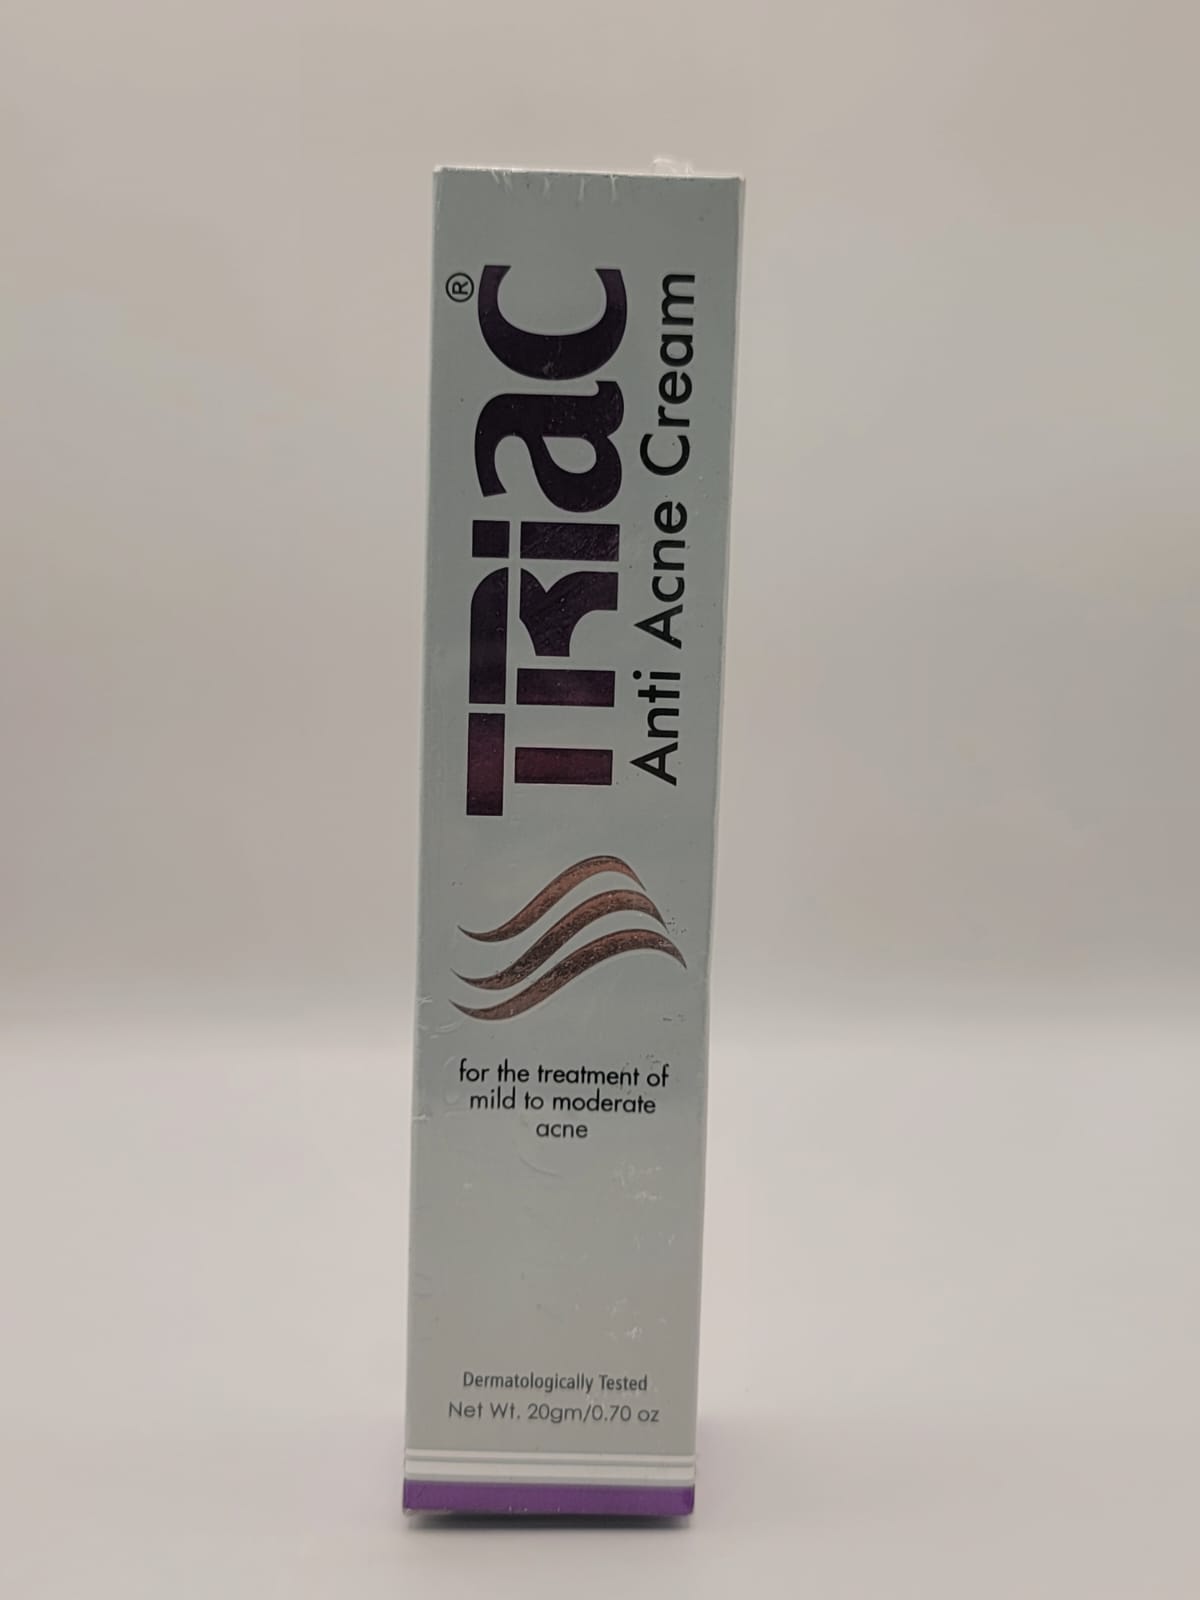 TRiac®
Anti Acne Cream
for the treatment of
mild to moderate
acne
Dermatologically Tested
Net Wt. 20gm/0.70 oz